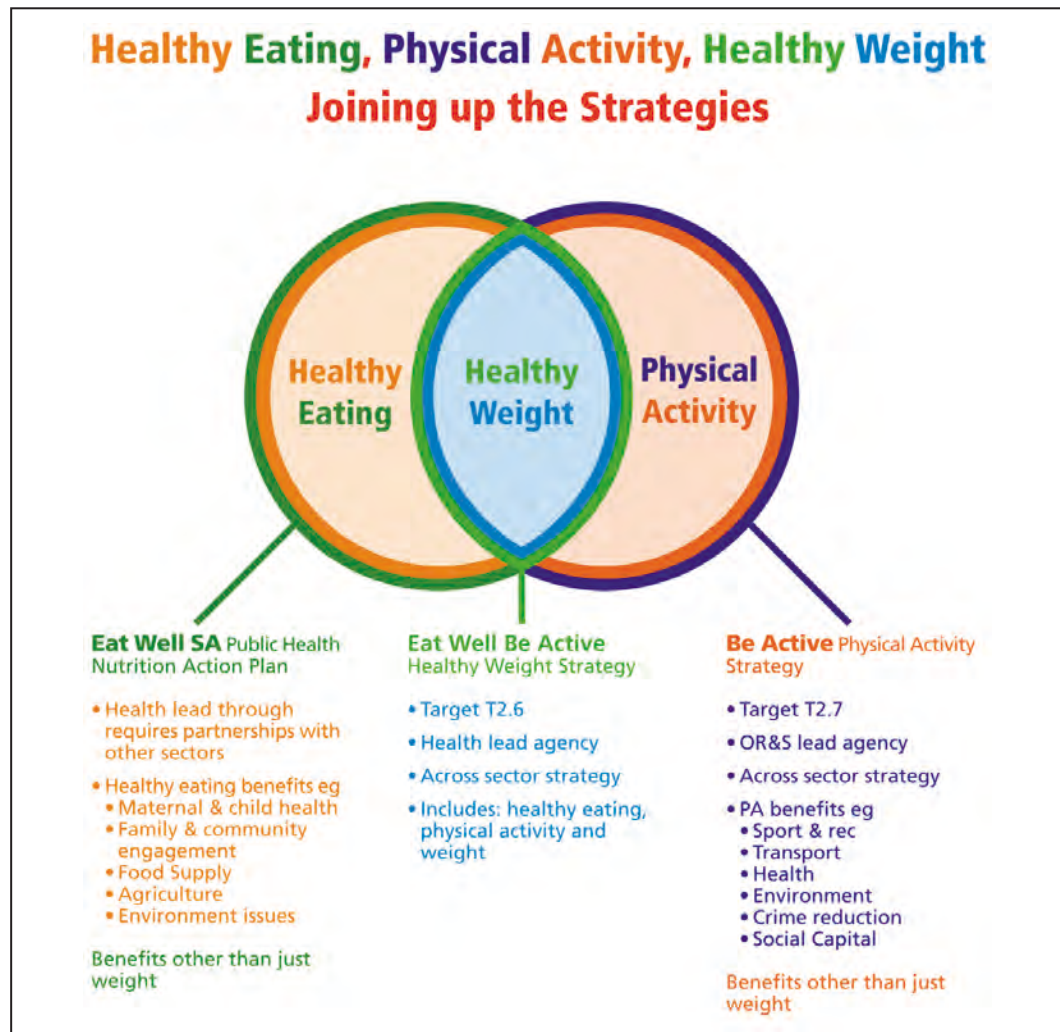 Healthy Eating, Physical Activity, Healthy Weight
Joining up the Strategies
Healthy
Eating
Healthy
Weight
Physical
Activity
Eat Well SA Public Health
Nutrition Action Plan
• Health lead through
requires partnerships with
other sectors
• Healthy eating benefits eg
• Maternal & child health
• Family & community
engagement
• Food Supply
• Agriculture
• Environment issues
Benefits other than just
weight
Eat Well Be Active
Healthy Weight Strategy
• Target T2.6
• Health lead agency
• Across sector strategy
• Includes: healthy eating,
physical activity and
weight
Be Active Physical Activity
Strategy
• Target T2.7
• OR&S lead agency
• Across sector strategy
• PA benefits eg
• Sport & rec
• Transport
• Health
• Environment
• Crime reduction
• Social Capital
Benefits other than just
weight